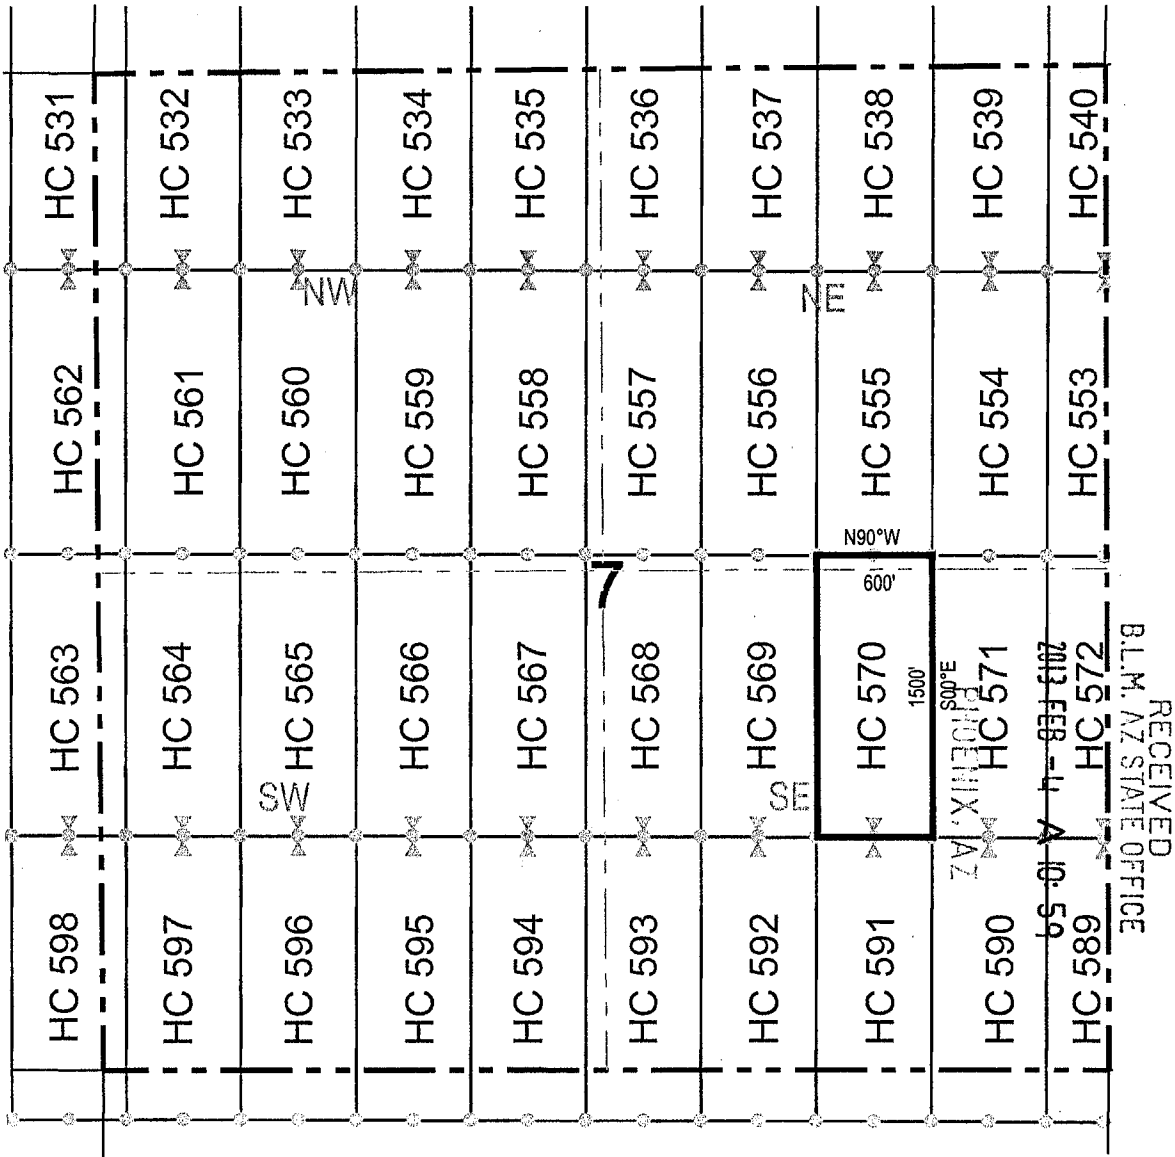 HC 531
HC 532
HC 533
HC 534
HC 535
HC 536
HC 537
HC 538
HC 539
HC 540
NW
NE
HC 562
HC 561
HC 560
HC 559
HC 558
HC 557
HC 556
HC 555
HC 554
HC 553
N90°W
600'
7
HC 563
HC 564
HC 565
HC 566
HC 567
HC 568
HC 569
HC 570
1500'
S00°E
HC 571
HC 572
SW
SE
HC 598
HC 597
HC 596
HC 595
HC 594
HC 593
HC 592
HC 591
HC 590
HC 589
RECEIVED
B.L.M. AZ STATE OFFICE
2013 FEB -4 A 10:59
PHOENIX, AZ